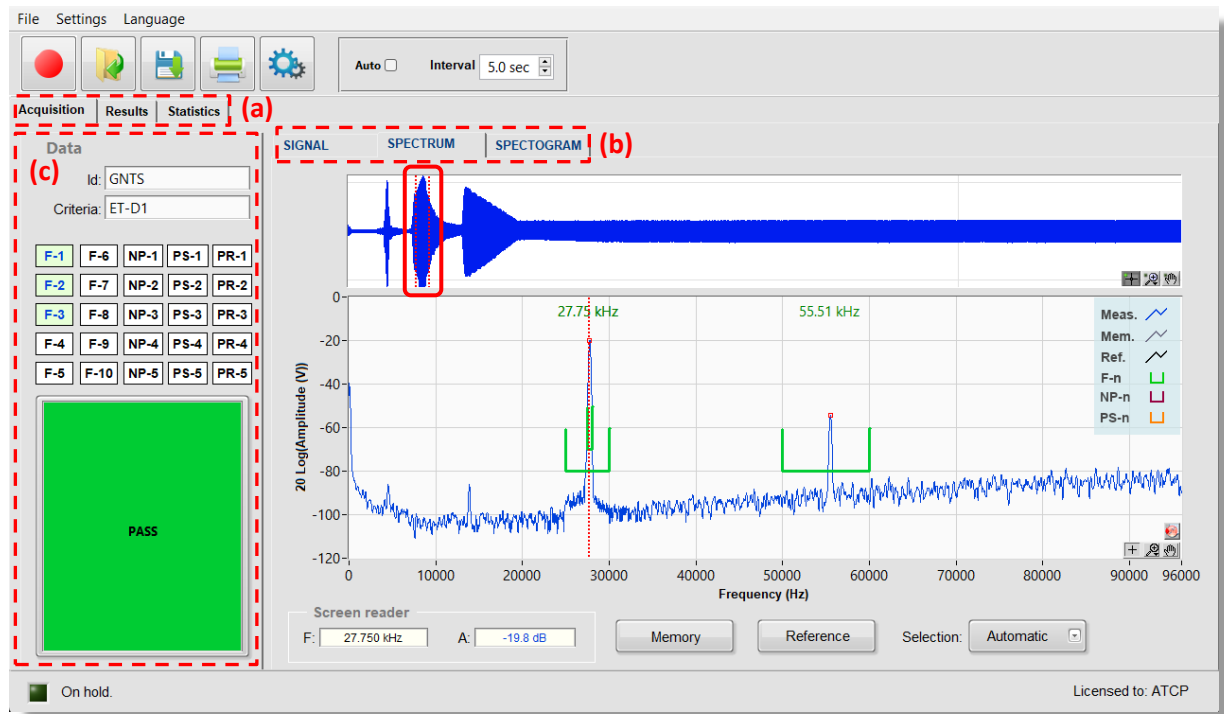 File Settings Language
Auto Interval 5.0 sec
Acquisition Results Statistics (a)
Data
(c)
Id: GNTS
Criteria: ET-D1
F-1 F-6 NP-1 PS-1 PR-1
F-2 F-7 NP-2 PS-2 PR-2
F-3 F-8 NP-3 PS-3 PR-3
F-4 F-9 NP-4 PS-4 PR-4
F-5 F-10 NP-5 PS-5 PR-5
PASS
SIGNAL SPECTRUM SPECTOGRAM (b)
27.75 kHz 55.51 kHz
Meas.
Mem.
Ref.
F-n
NP-n
PS-n
20 Log(Amplitude (V))
0
-20
-40
-60
-80
-100
-120
0 10000 20000 30000 40000 50000 60000 70000 80000 90000 96000
Frequency (Hz)
Screen reader
F: 27.750 kHz A: -19.8 dB
Memory Reference Selection: Automatic
On hold. Licensed to: ATCP